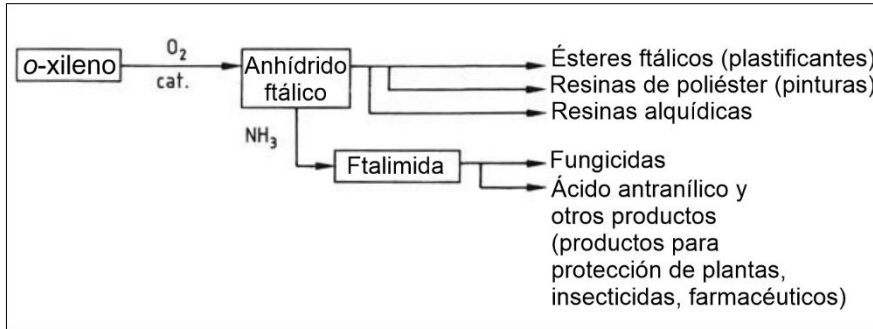 o-xileno
O2
cat.
Anhídrido
ftálico
Ésteres ftálicos (plastificantes)
Resinas de poliéster (pinturas)
Resinas alquídicas
NH3
Ftalimida
Fungicidas
Ácido antranílico y
otros productos
(productos para
protección de plantas,
insecticidas, farmacéuticos)